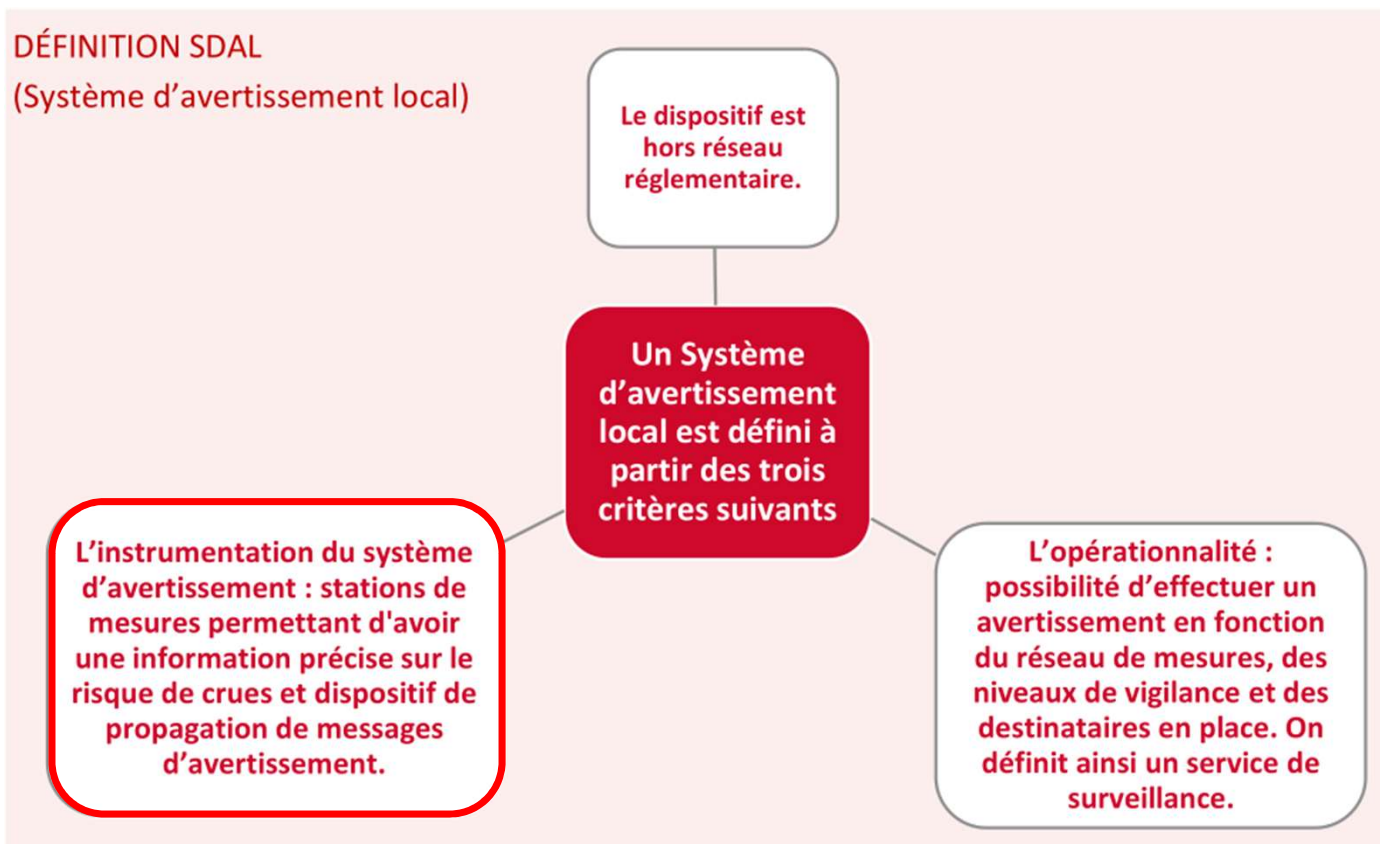 DÉFINITION SDAL
(Système d’avertissement local)
Le dispositif est
hors réseau
réglementaire.
Un Système
d’avertissement
local est défini à
partir des trois
critères suivants
L’instrumentation du système
d’avertissement : stations de
mesures permettant d'avoir
une information précise sur le
risque de crues et dispositif de
propagation de messages
d’avertissement.
L’opérationnalité :
possibilité d’effectuer un
avertissement en fonction
du réseau de mesures, des
niveaux de vigilance et des
destinataires en place. On
définit ainsi un service de
surveillance.